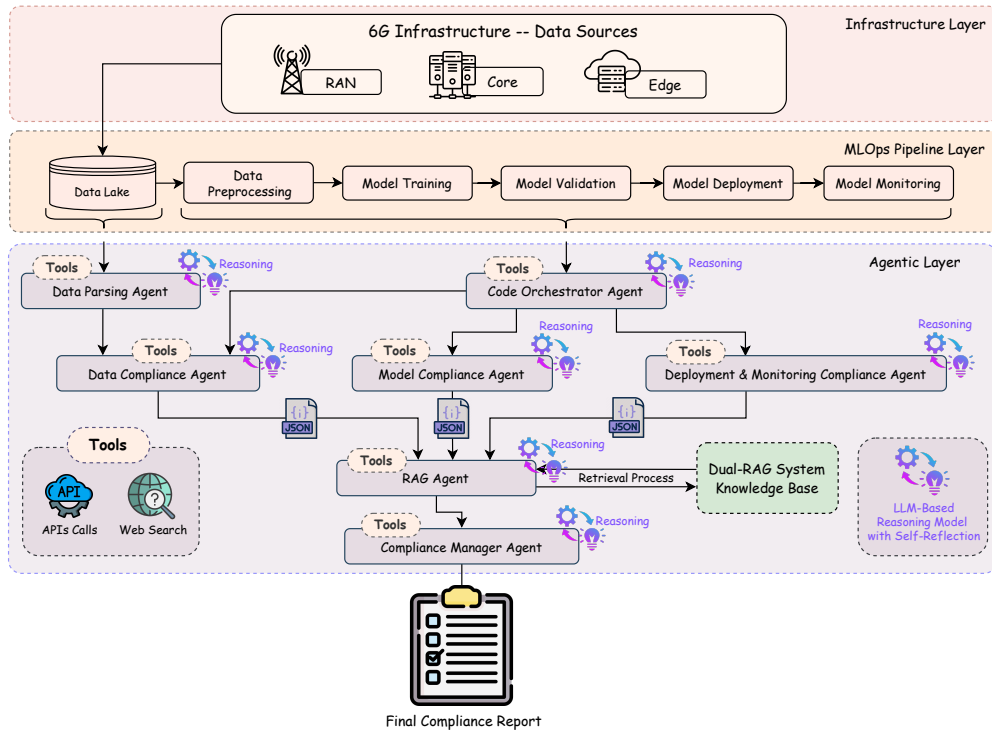 Infrastructure Layer
6G Infrastructure -- Data Sources
RAN
Core
Edge
MLOps Pipeline Layer
Data Lake
Data
Preprocessing
Model Training
Model Validation
Model Deployment
Model Monitoring
Agentic Layer
Tools
Reasoning
Data Parsing Agent
Tools
Reasoning
Code Orchestrator Agent
Tools
Reasoning
Data Compliance Agent
Tools
Reasoning
Model Compliance Agent
Tools
Reasoning
Deployment & Monitoring Compliance Agent
{i}
JSON
{i}
JSON
{i}
JSON
Tools
API
APIs Calls
?
Web Search
Tools
Reasoning
RAG Agent
Retrieval Process
Dual-RAG System
Knowledge Base
LLM-Based
Reasoning Model
with Self-Reflection
Tools
Reasoning
Compliance Manager Agent
Final Compliance Report